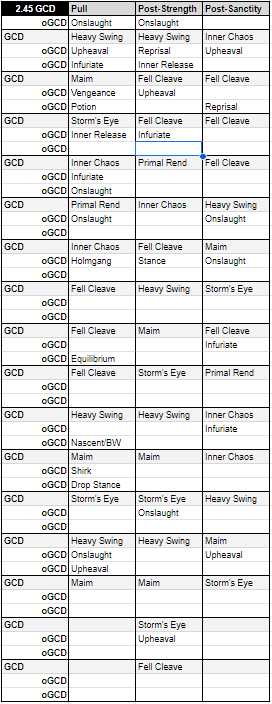 2.45 GCD Pull Post-Strength Post-Sanctity
oGCD Onslaught Onslaught
GCD Heavy Swing Heavy Swing Inner Chaos
oGCD Upheaval Reprisal Upheaval
oGCD Infuriate Inner Release
GCD Maim Fell Cleave Fell Cleave
oGCD Vengeance Upheaval
oGCD Potion Reprisal
GCD Storm's Eye Fell Cleave Fell Cleave
oGCD Inner Release Infuriate
oGCD
GCD Inner Chaos Primal Rend Fell Cleave
oGCD Infuriate
oGCD Onslaught
GCD Primal Rend Inner Chaos Heavy Swing
oGCD Onslaught Onslaught
oGCD
GCD Inner Chaos Fell Cleave Maim
oGCD Holmgang Stance Onslaught
oGCD
GCD Fell Cleave Heavy Swing Storm's Eye
oGCD
oGCD
GCD Fell Cleave Maim Fell Cleave
oGCD Infuriate
oGCD Equilibrium
GCD Fell Cleave Storm's Eye Primal Rend
oGCD
oGCD
GCD Heavy Swing Heavy Swing Inner Chaos
oGCD Infuriate
oGCD Nascent/BW
GCD Maim Maim Inner Chaos
oGCD Shirk
oGCD Drop Stance
GCD Storm's Eye Storm's Eye Heavy Swing
oGCD Onslaught
oGCD
GCD Heavy Swing Heavy Swing Maim
oGCD Onslaught Upheaval
oGCD Upheaval
GCD Maim Maim Storm's Eye
oGCD
oGCD
GCD Storm's Eye
oGCD Upheaval
oGCD
GCD Fell Cleave
oGCD
oGCD